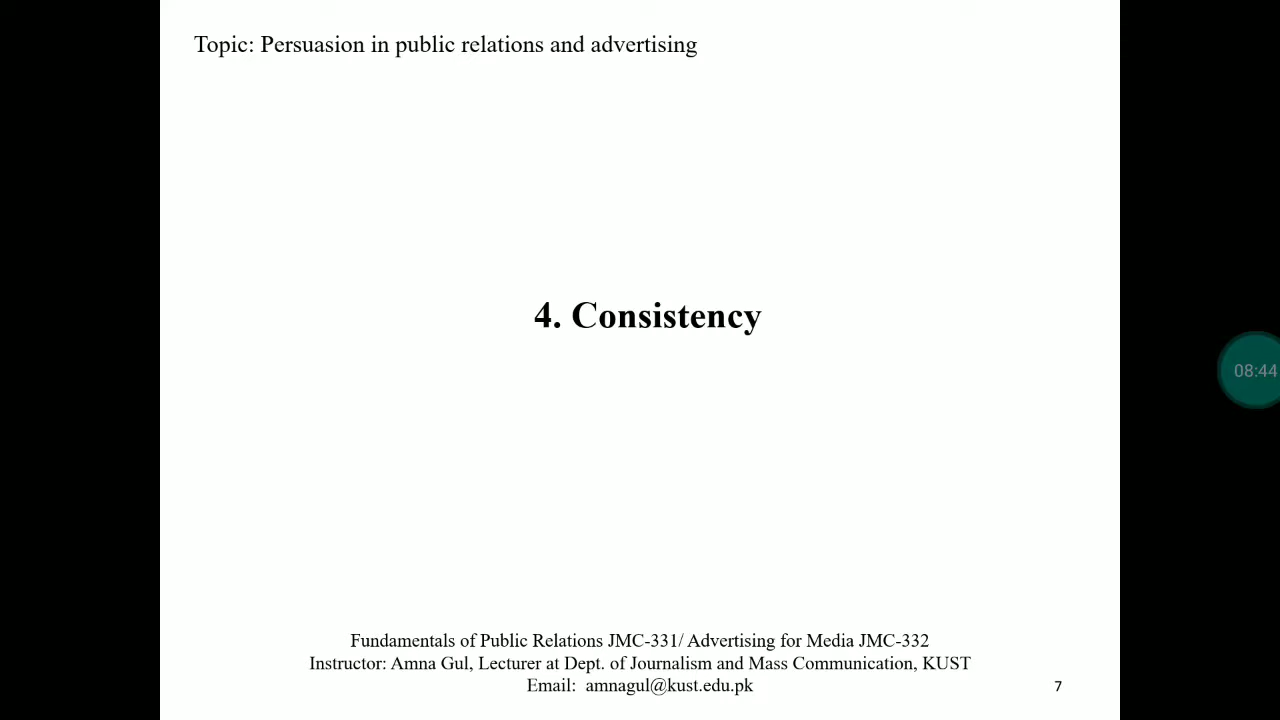 Topic: Persuasion in public relations and advertising
4. Consistency
08:44
Fundamentals of Public Relations JMC-331/ Advertising for Media JMC-332
Instructor: Amna Gul, Lecturer at Dept. of Journalism and Mass Communication, KUST
Email: amnagul@kust.edu.pk
7